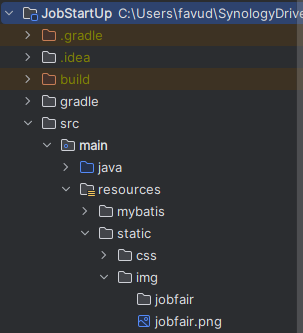 JobStartUp C:\Users\favud\SynologyDrive
.gradle
.idea
build
gradle
src
main
java
resources
mybatis
static
css
img
jobfair
jobfair.png